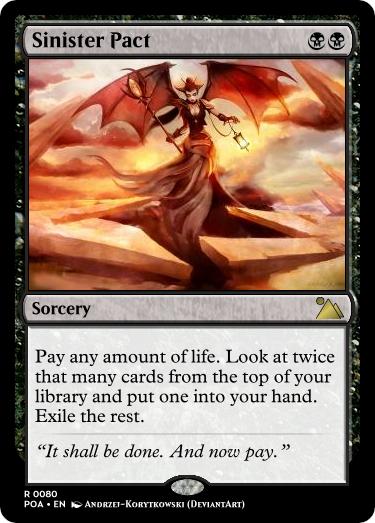 Sinister Pact
Sorcery
Pay any amount of life. Look at twice
that many cards from the top of your
library and put one into your hand.
Exile the rest.
“It shall be done. And now pay.”
R 0080
POA • EN Andrzej-Korytkowski (DeviantArt)